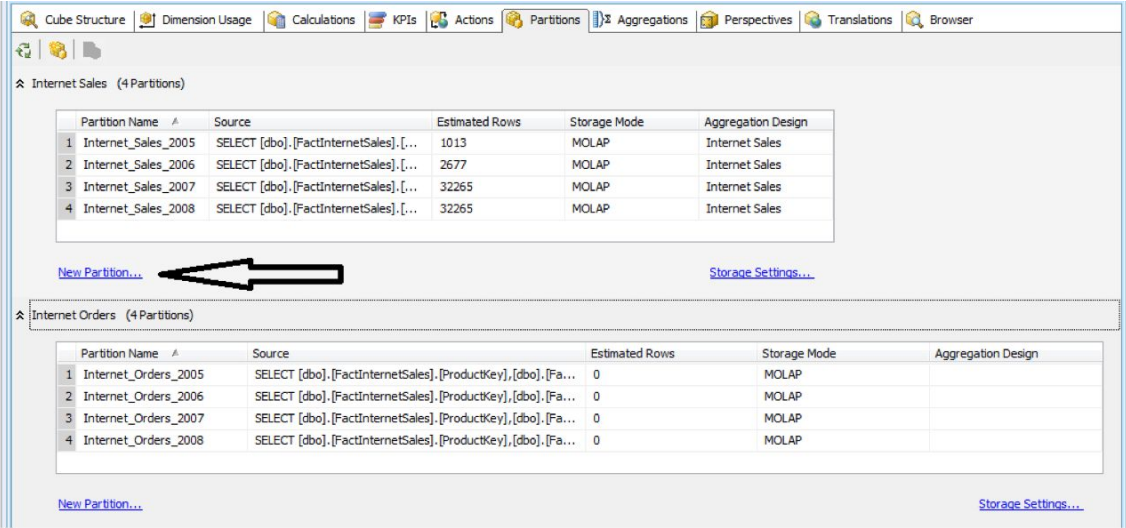 Cube Structure Dimension Usage Calculations KPIs Actions Partitions Aggregations Perspectives Translations Browser
Internet Sales (4 Partitions)
Partition Name Source Estimated Rows Storage Mode Aggregation Design
1 Internet_Sales_2005 SELECT [dbo].[FactInternetSales].[... 1013 MOLAP Internet Sales
2 Internet_Sales_2006 SELECT [dbo].[FactInternetSales].[... 2677 MOLAP Internet Sales
3 Internet_Sales_2007 SELECT [dbo].[FactInternetSales].[... 32265 MOLAP Internet Sales
4 Internet_Sales_2008 SELECT [dbo].[FactInternetSales].[... 32265 MOLAP Internet Sales
New Partition... Storage Settings...
Internet Orders (4 Partitions)
Partition Name Source Estimated Rows Storage Mode Aggregation Design
1 Internet_Orders_2005 SELECT [dbo].[FactInternetSales].[ProductKey],[dbo].[Fa... 0 MOLAP
2 Internet_Orders_2006 SELECT [dbo].[FactInternetSales].[ProductKey],[dbo].[Fa... 0 MOLAP
3 Internet_Orders_2007 SELECT [dbo].[FactInternetSales].[ProductKey],[dbo].[Fa... 0 MOLAP
4 Internet_Orders_2008 SELECT [dbo].[FactInternetSales].[ProductKey],[dbo].[Fa... 0 MOLAP
New Partition... Storage Settings...